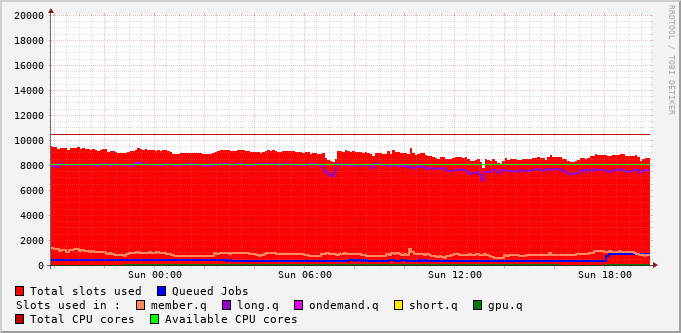 20000
18000
16000
14000
12000
10000
8000
6000
4000
2000
0
Sun 00:00 Sun 06:00 Sun 12:00 Sun 18:00
Total slots used Queued Jobs
Slots used in : member.q long.q ondemand.q short.q gpu.q
Total CPU cores Available CPU cores
RRDTOOL / TOBI OETIKER